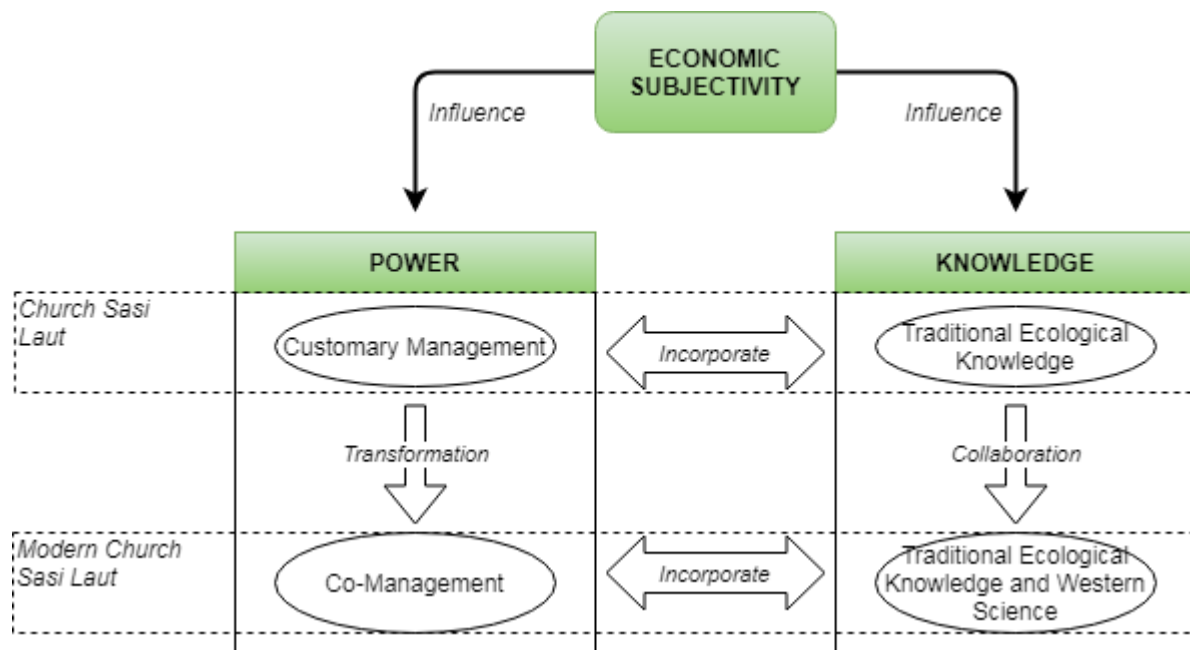 ECONOMIC
SUBJECTIVITY
Influence
Influence
POWER
KNOWLEDGE
Church Sasi
Laut
Customary Management
Incorporate
Traditional Ecological
Knowledge
Transformation
Collaboration
Modern Church
Sasi Laut
Co-Management
Incorporate
Traditional Ecological
Knowledge and Western
Science